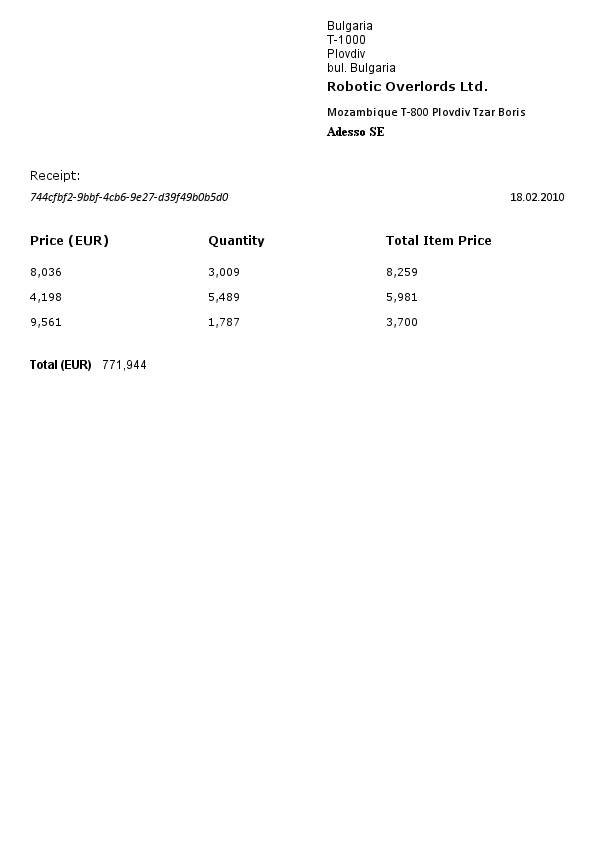 Bulgaria
T-1000
Plovdiv
bul. Bulgaria
Robotic Overlords Ltd.
Mozambique T-800 Plovdiv Tzar Boris
Adesso SE
Receipt:
744cfbf2-9bbf-4cb6-9e27-d39f49b0b5d0 18.02.2010
Price (EUR) Quantity Total Item Price
8,036 3,009 8,259
4,198 5,489 5,981
9,561 1,787 3,700
Total (EUR) 771,944